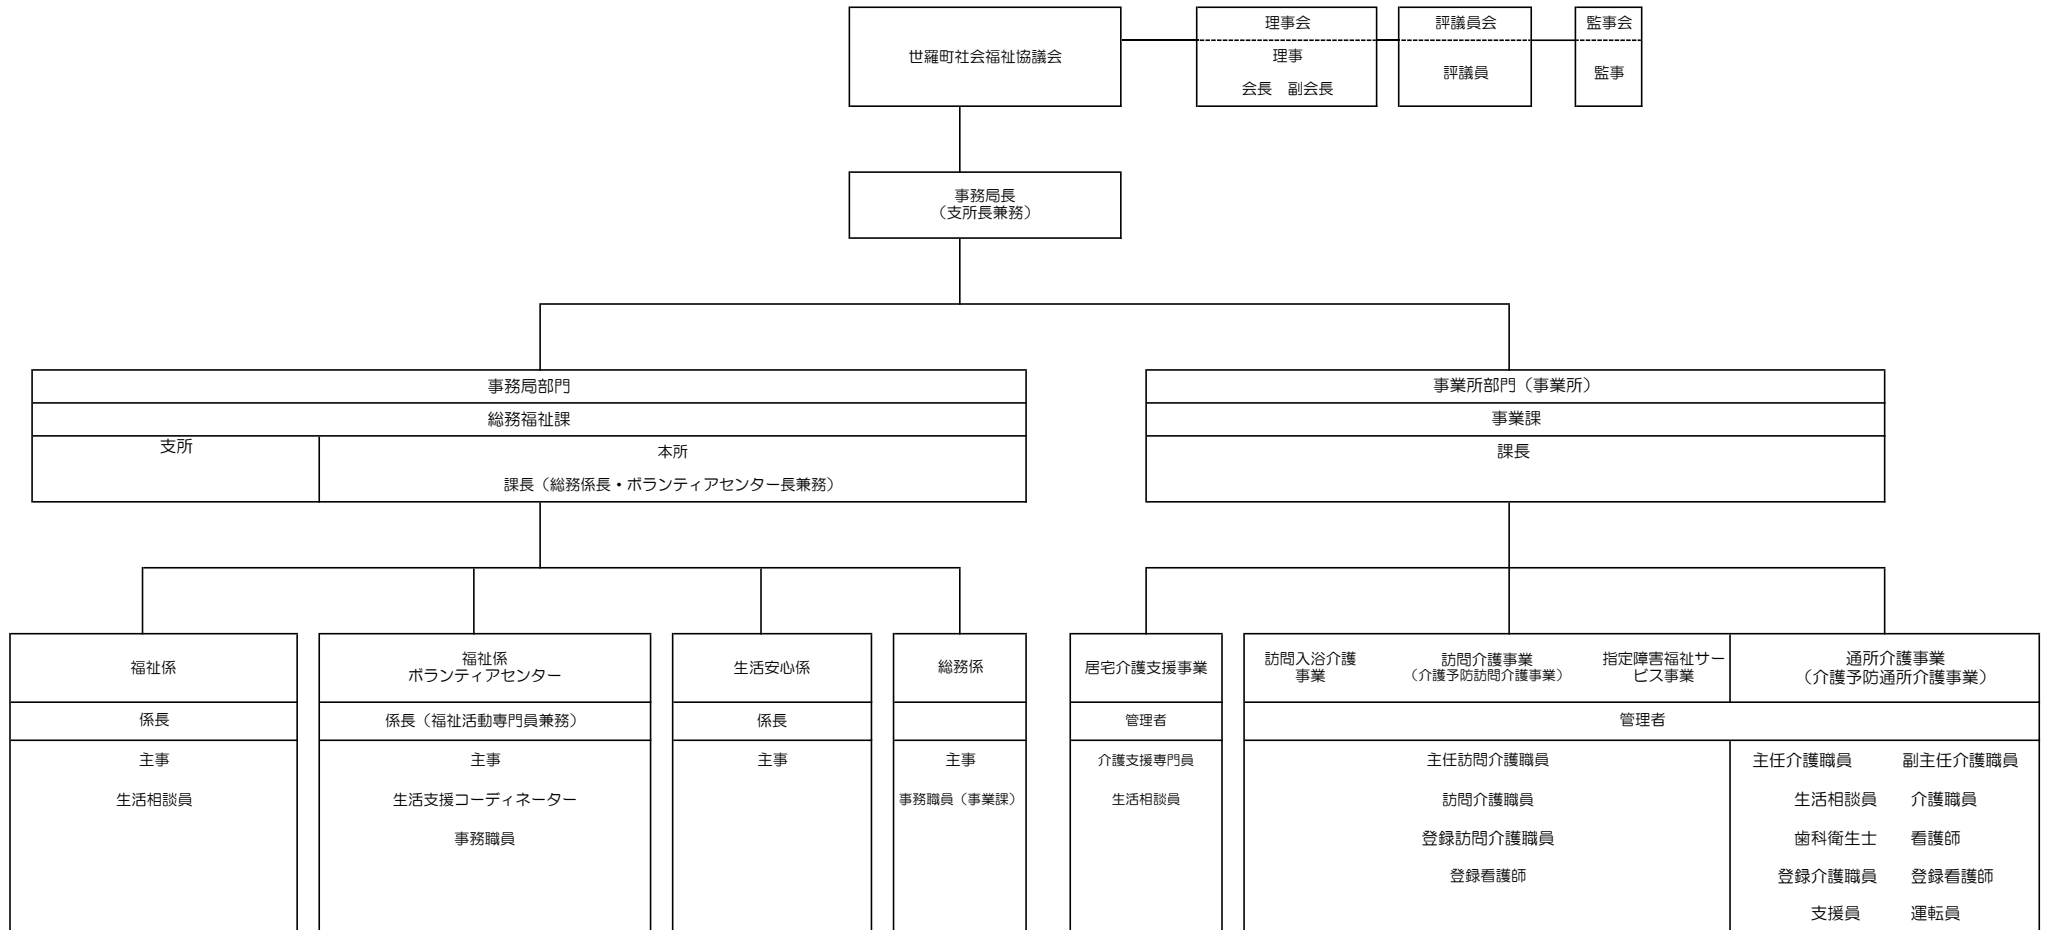 世羅町社会福祉協議会
理事会
理事
会長　副会長
評議員会
評議員
監事会
監事
事務局長
（支所長兼務）
事務局部門
総務福祉課
支所
本所
課長（総務係長・ボランティアセンター長兼務）
事業所部門（事業所）
事業課
課長
福祉係
係長
主事
生活相談員
福祉係
ボランティアセンター
係長（福祉活動専門員兼務）
主事
生活支援コーディネーター
事務職員
生活安心係
係長
主事
総務係
主事
事務職員（事業課）
居宅介護支援事業
管理者
介護支援専門員
生活相談員
訪問入浴介護
事業
訪問介護事業
（介護予防訪問介護事業）
指定障害福祉サー
ビス事業
通所介護事業
（介護予防通所介護事業）
管理者
主任訪問介護職員
訪問介護職員
登録訪問介護職員
登録看護師
主任介護職員　副主任介護職員
生活相談員　介護職員
歯科衛生士　看護師
登録介護職員　登録看護師
支援員　運転員